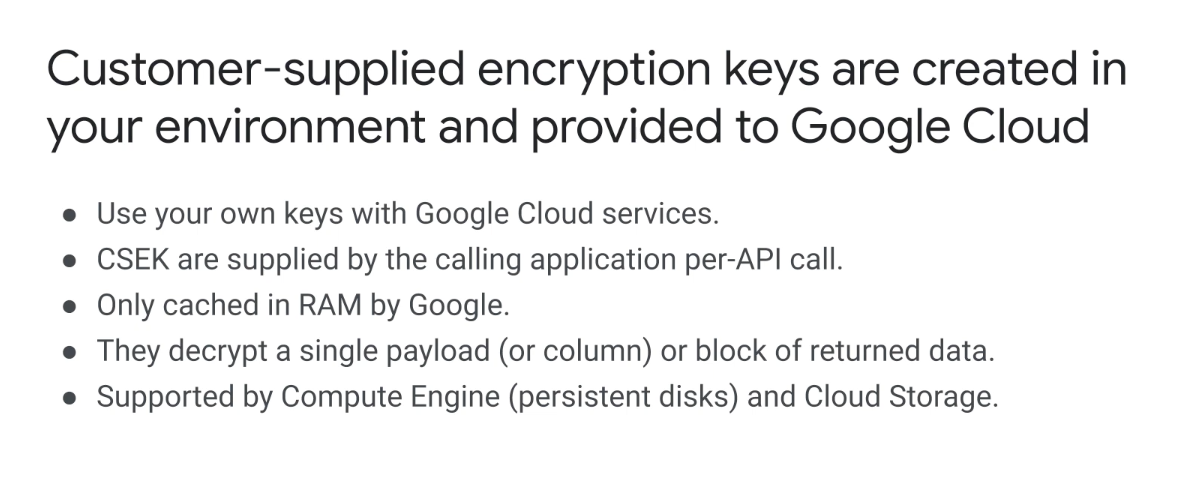 Customer-supplied encryption keys are created in
your environment and provided to Google Cloud
● Use your own keys with Google Cloud services.
● CSEK are supplied by the calling application per-API call.
● Only cached in RAM by Google.
● They decrypt a single payload (or column) or block of returned data.
● Supported by Compute Engine (persistent disks) and Cloud Storage.